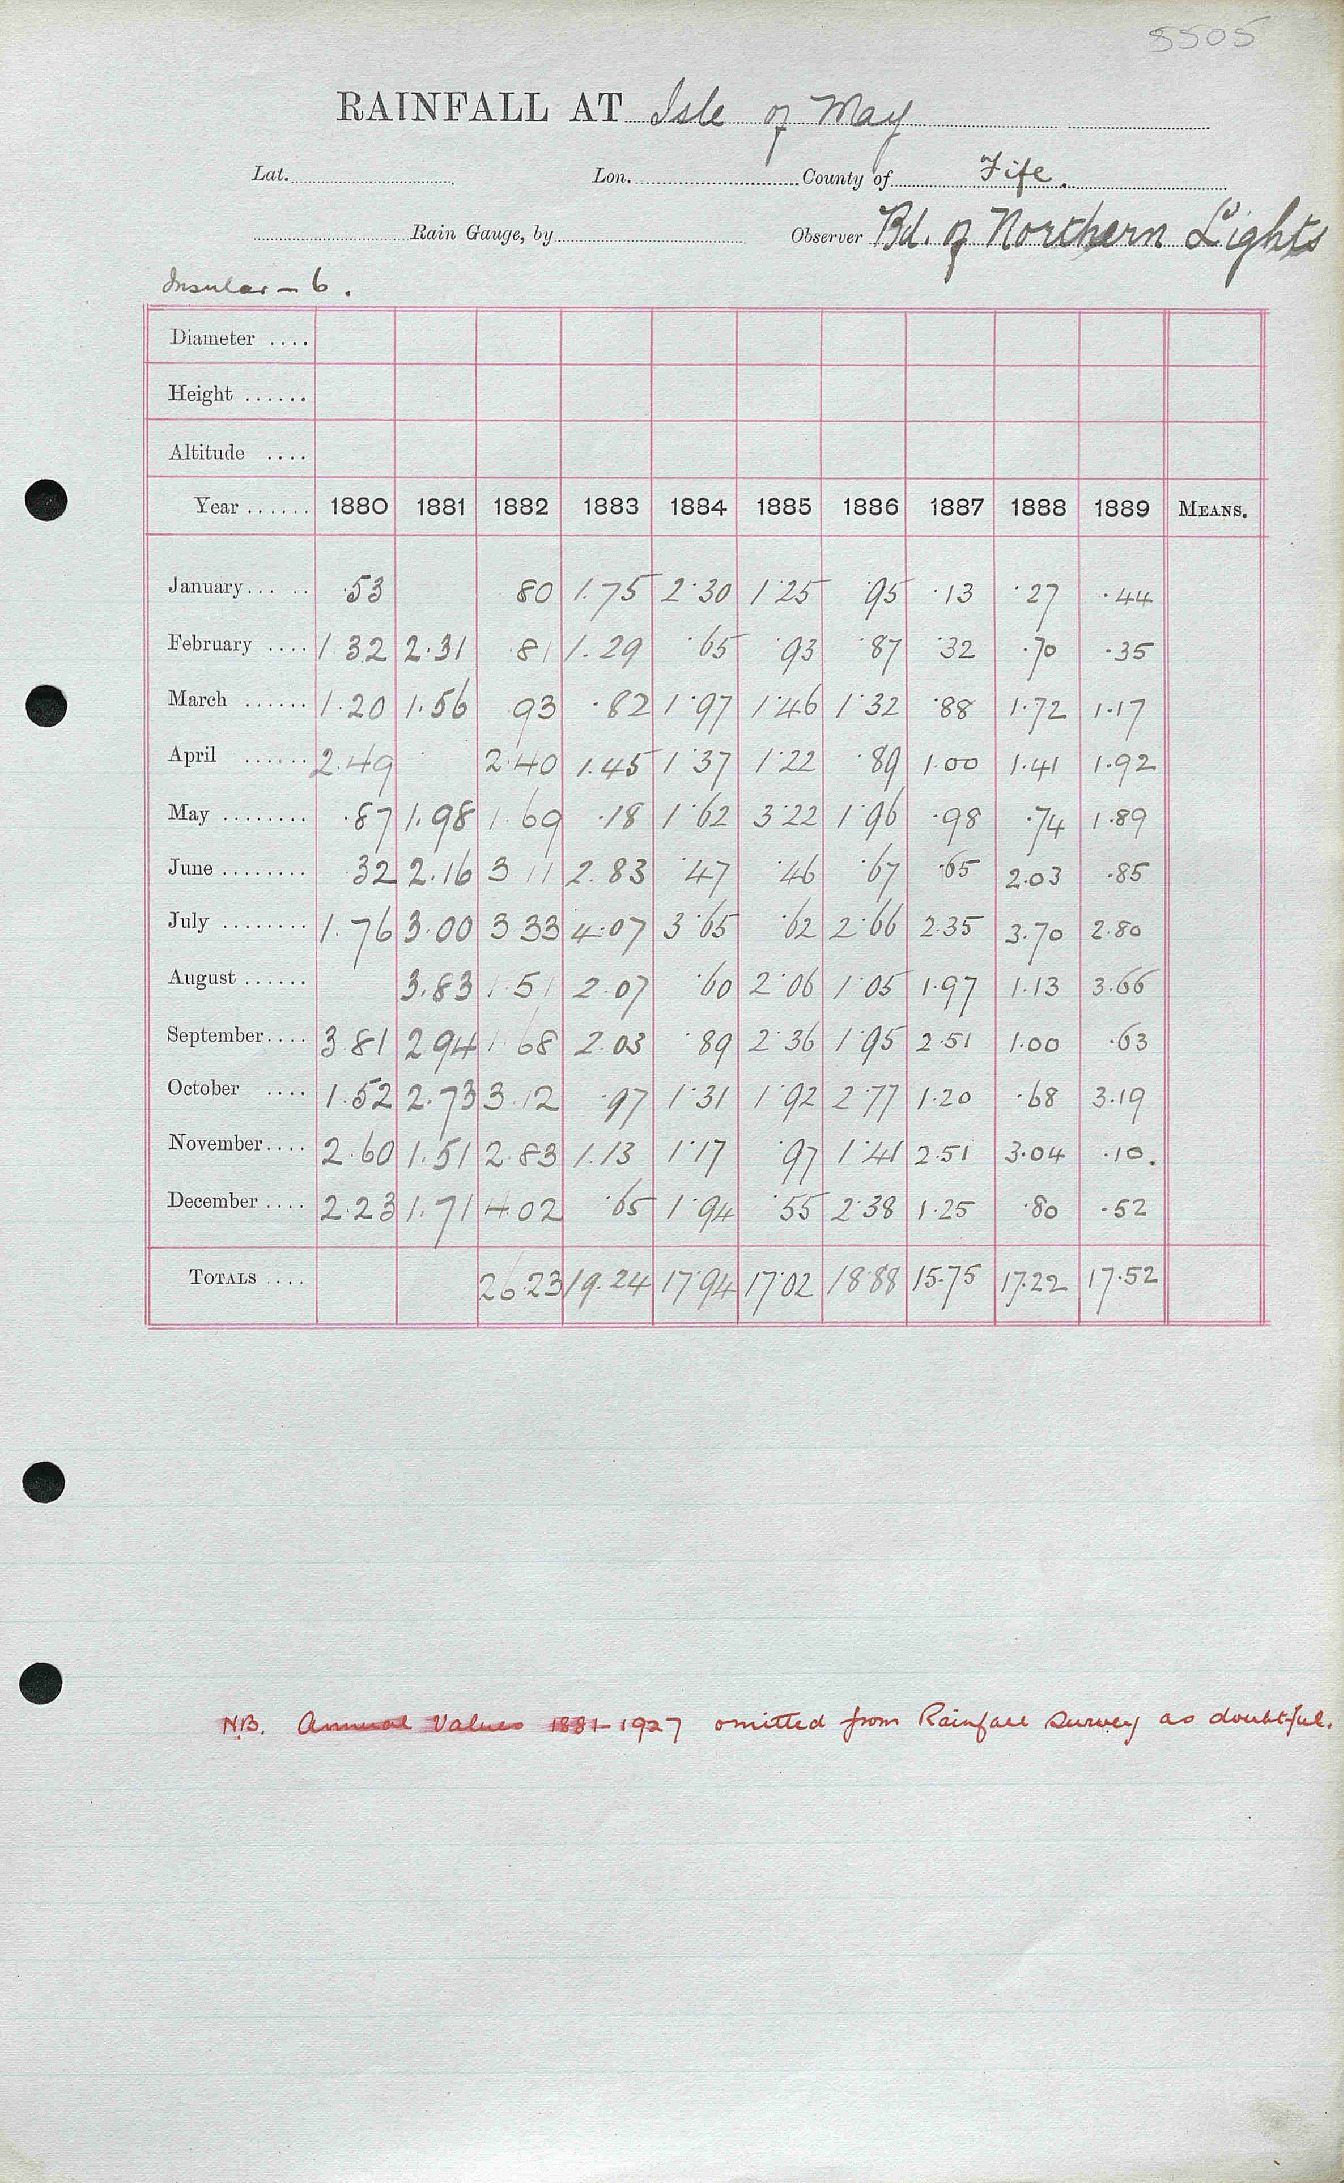 5505
RAINFALL AT Isle of May
Lat. Lon. County of Fife.
Rain Gauge, by Observer Bd. of Northern Lights
Insular – 6.
Diameter ....
Height ......
Altitude ....
Year ...... 1880 1881 1882 1883 1884 1885 1886 1887 1888 1889 MEANS.
January..... .53 80 1.75 2.30 1.25 95 .13 .27 .44
February .... 1 32 2.31 .81 1.29 .65 .93 .87 .32 .70 .35
March ...... 1.20 1.56 93 .82 1.97 1.46 1.32 .88 1.72 1.17
April ...... 2.49 2.40 1.45 1.37 1.22 .89 1.00 1.41 1.92
May ........ .87 1.98 1.69 .18 1.62 3.22 1.96 .98 .74 1.89
June ........ 32 2.16 3 11 2.83 .47 .46 .67 .65 2.03 .85
July ........ 1.76 3.00 3 33 4.07 3.65 .62 2.66 2.35 3.70 2.80
August ...... 3.83 1.51 2.07 .60 2.06 1.05 1.97 1.13 3.66
September.... 3.81 2 94 1 68 2.03 .89 2.36 1.95 2.51 1.00 .63
October .... 1.52 2.73 3.12 .97 1.31 1.92 2.77 1.20 .68 3.19
November.... 2.60 1.51 2.83 1.13 1.17 .97 1.41 2.51 3.04 .10.
December .... 2.23 1.71 4.02 .65 1.94 .55 2.38 1.25 .80 .52
TOTALS .... 26 23 19.24 17.94 17.02 18.88 15.75 17.22 17.52
NB. Annual Values 1881–1927 omitted from Rainfall Survey as doubtful.